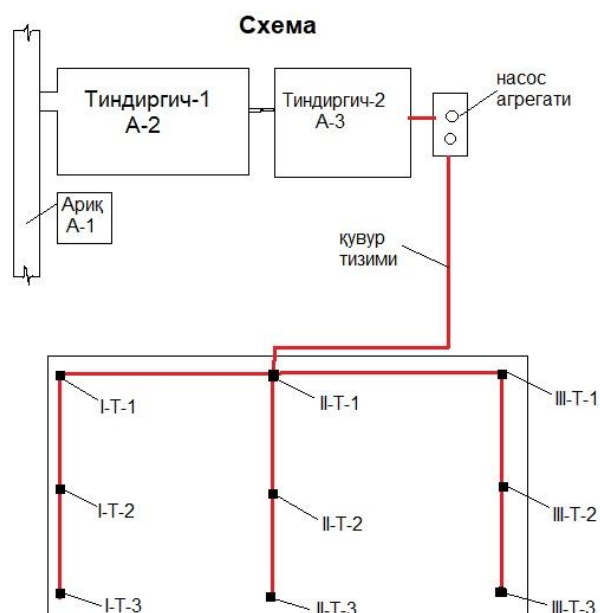 Схема
Тиндиргич-1
А-2
Тиндиргич-2
А-3
насос
агрегати
Ариқ
А-1
қувур
тизими
I-T-1
II-T-1
III-T-1
I-T-2
II-T-2
III-T-2
I-T-3
II-T-3
III-T-3